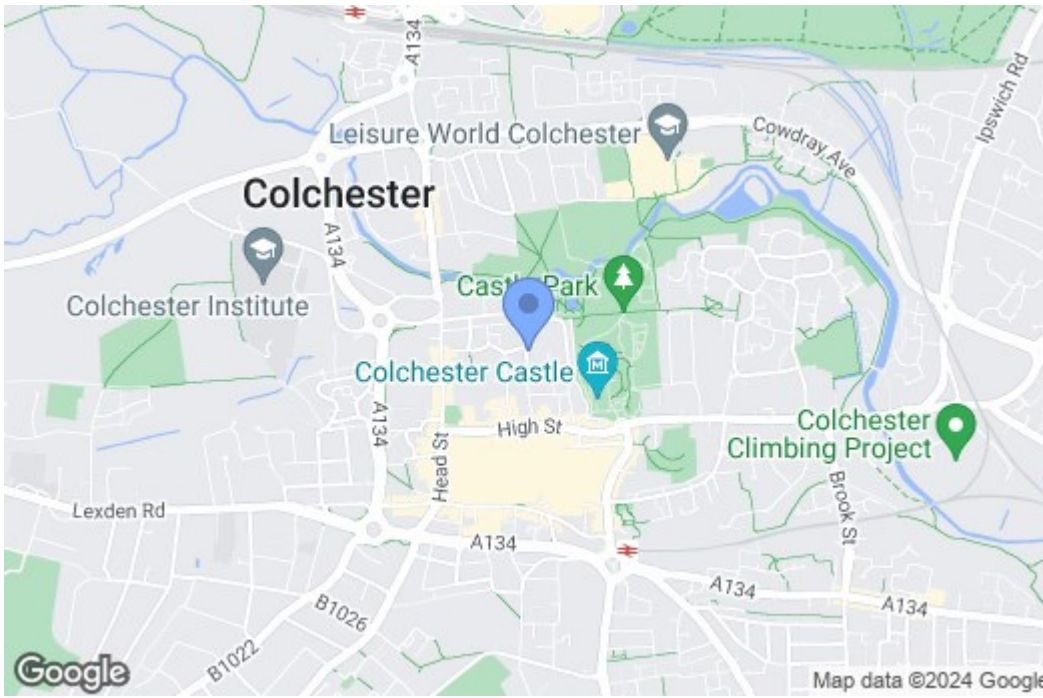 A134
Ipswich Rd
Leisure World Colchester
Cowdray Ave
Colchester
A134
Colchester Institute
Castle Park
Colchester Castle
M
A134
High St
Head St
Colchester
Climbing Project
Brook St
Lexden Rd
A134
A134
A134
B1026
B1022
Google
Map data ©2024 Google